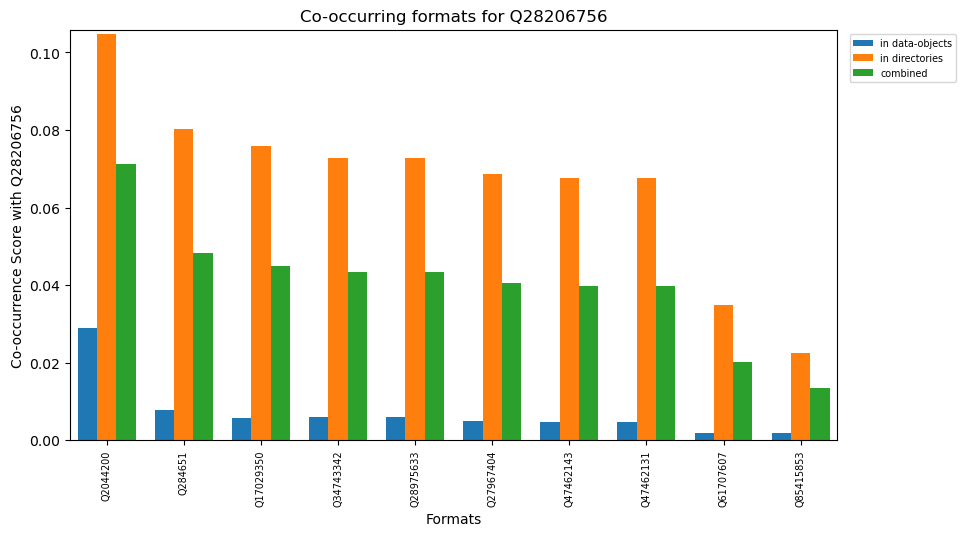 Co-occurring formats for Q28206756
in data-objects
in directories
combined
Co-occurrence Score with Q28206756
0.10
0.08
0.06
0.04
0.02
0.00
Q2044200
Q284651
Q17029350
Q34743342
Q28975633
Q27967404
Q47462143
Q47462131
Q61707607
Q85415853
Formats